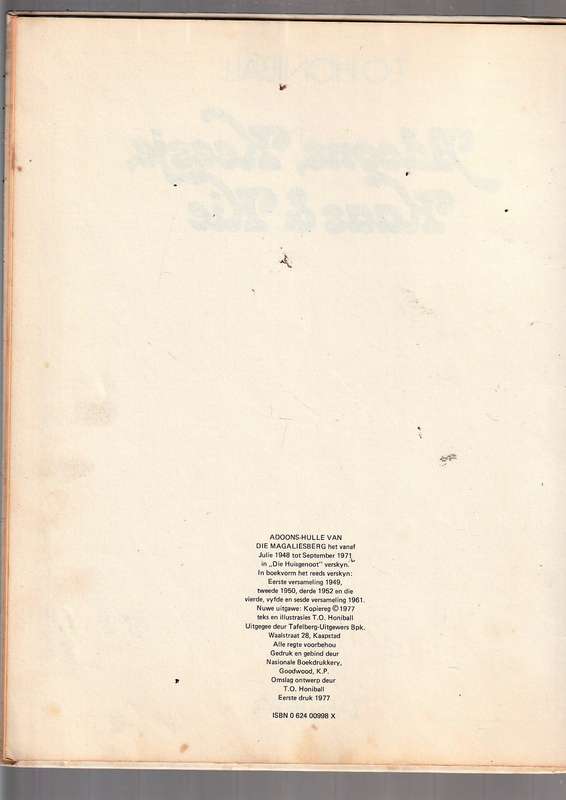 ADOONS-HULLE VAN
DIE MAGALIESBERG het vanaf
Julie 1948 tot September 1971
in „Die Huisgenoot" verskyn.
In boekvorm het reeds verskyn:
Eerste versameling 1949,
tweede 1950, derde 1952 en die
vierde, vyfde en sesde versameling 1961.
Nuwe uitgawe: Kopiereg © 1977
teks en illustrasies T.O. Honiball
Uitgegee deur Tafelberg-Uitgewers Bpk.
Waalstraat 28, Kaapstad
Alle regte voorbehou
Gedruk en gebind deur
Nasionale Boekdrukkery,
Goodwood, K.P.
Omslag ontwerp deur
T.O. Honiball
Eerste druk 1977
ISBN 0 624 00998 X